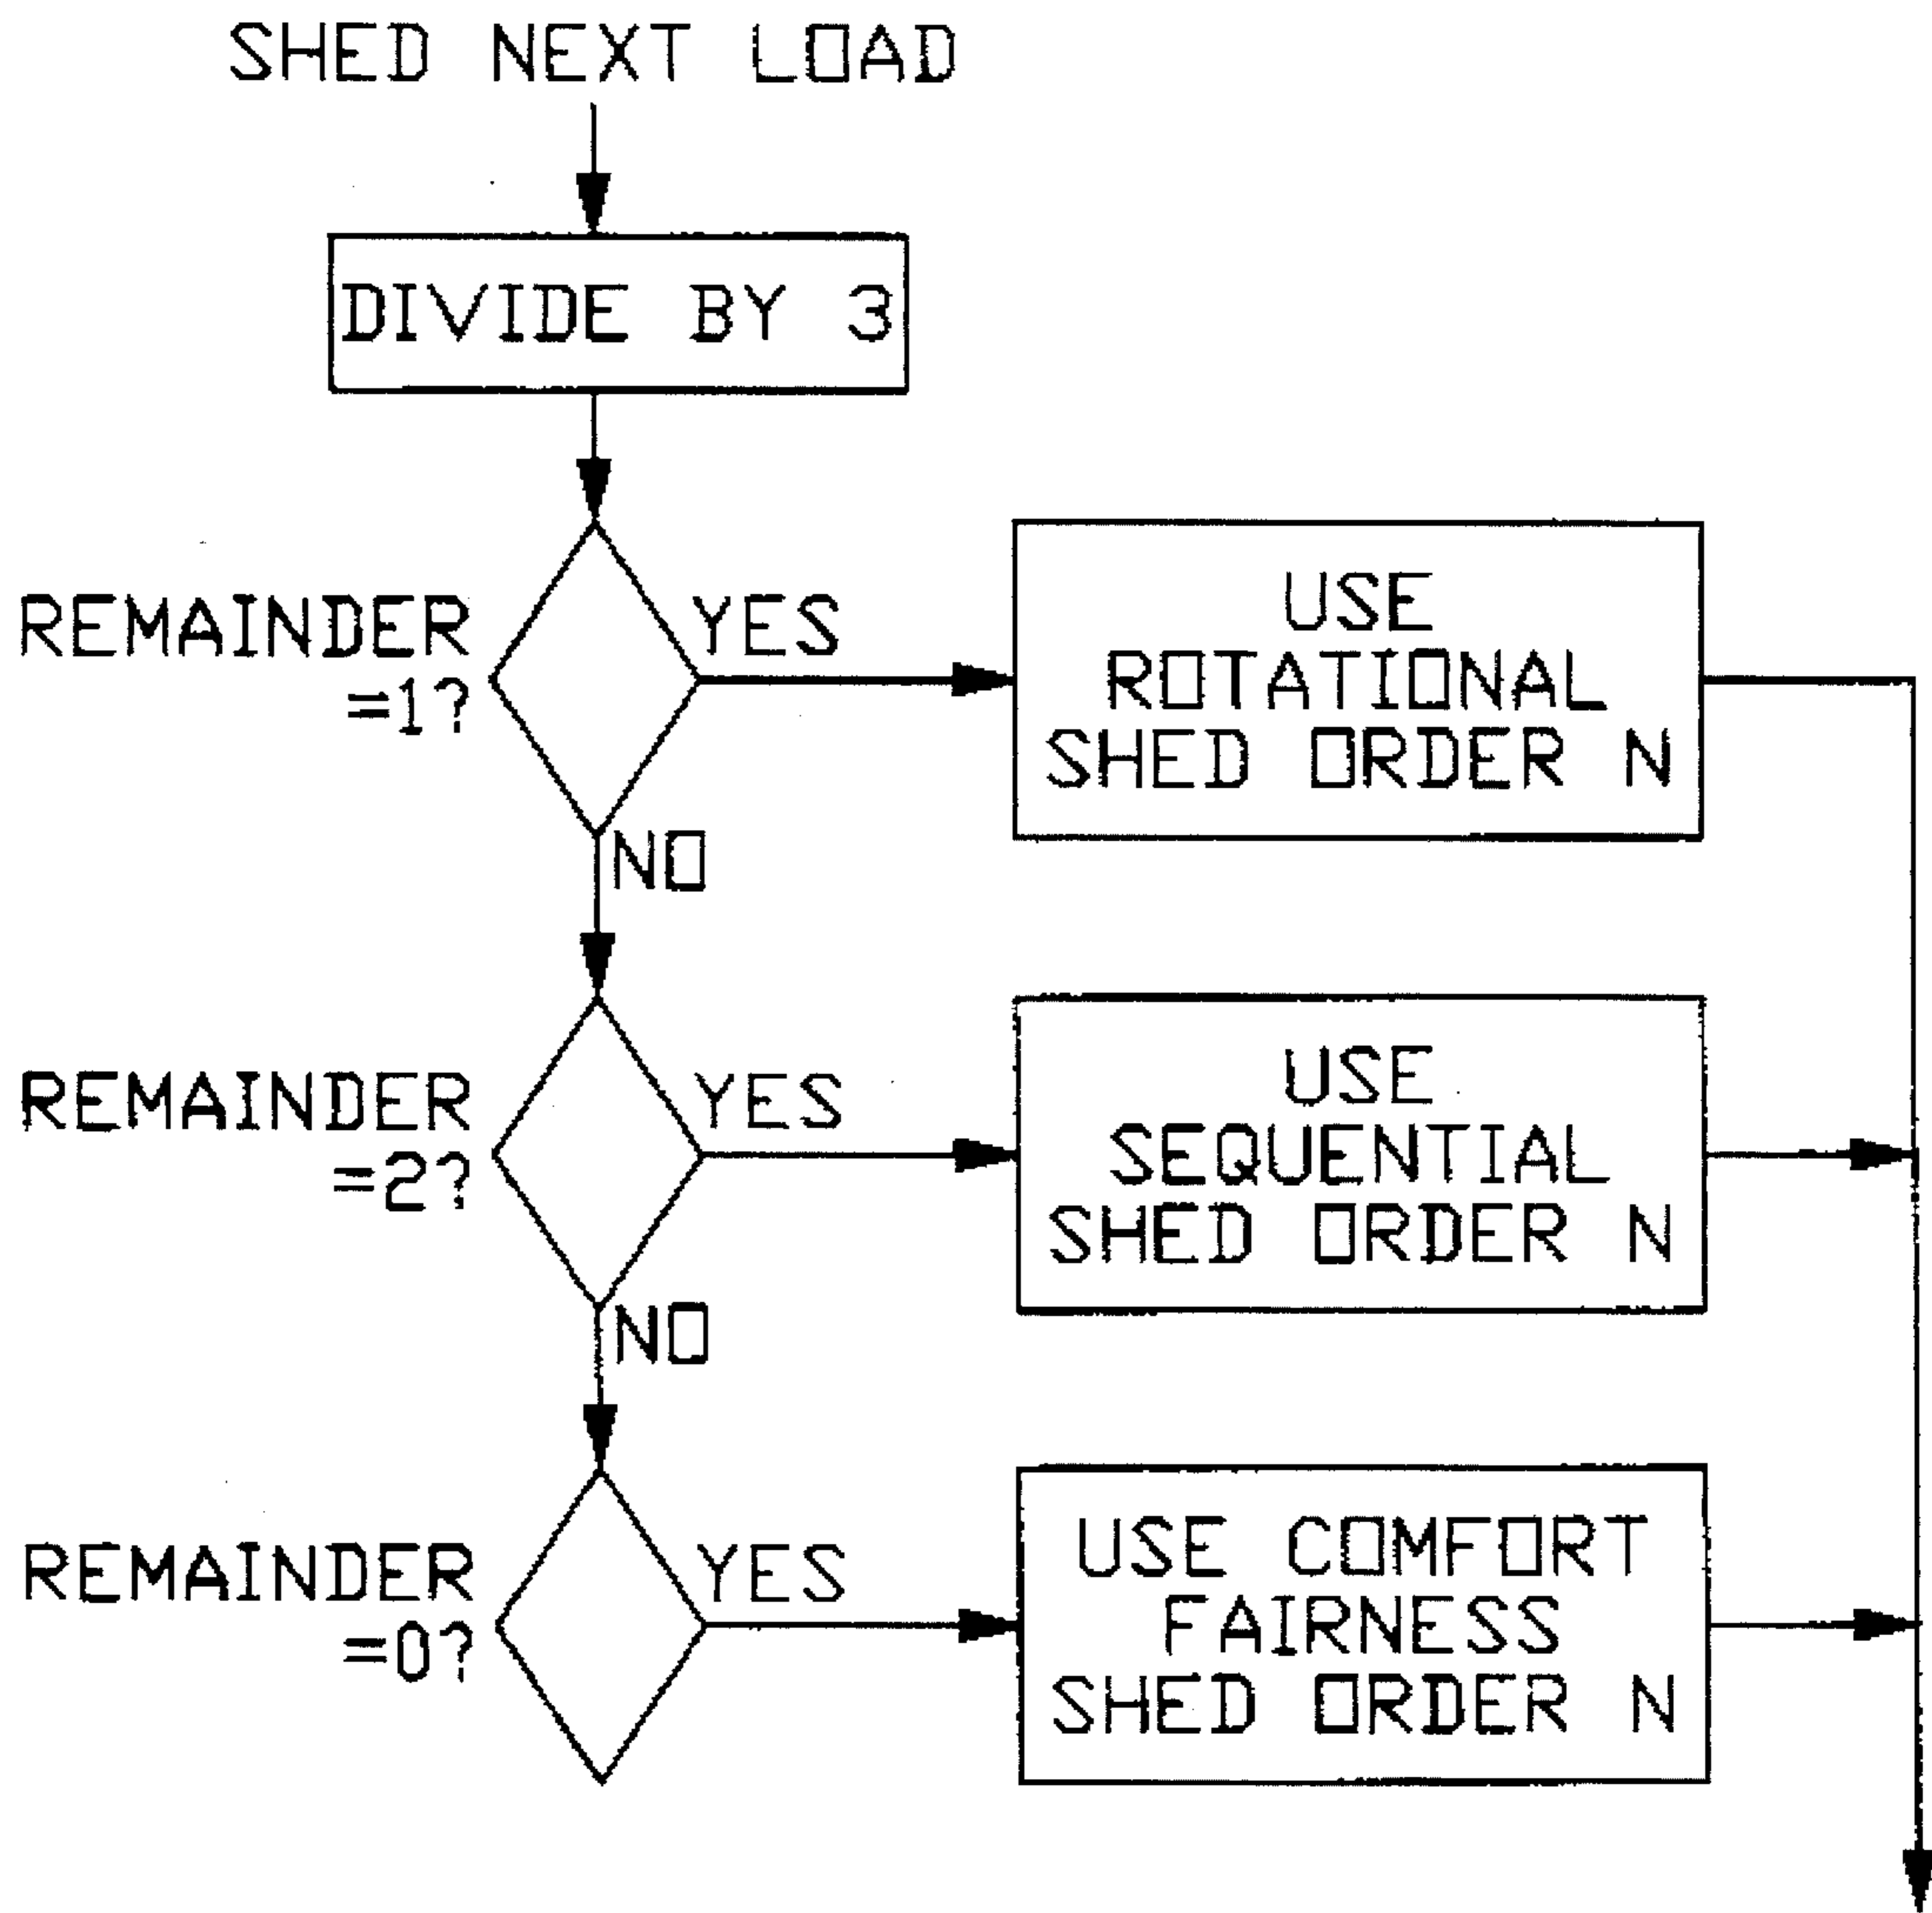 SHED NEXT LOAD
DIVIDE BY 3
REMAINDER
=1?
YES
USE
ROTATIONAL
SHED ORDER N
NO
REMAINDER
=2?
YES
USE
SEQUENTIAL
SHED ORDER N
NO
REMAINDER
=0?
YES
USE COMFORT
FAIRNESS
SHED ORDER N